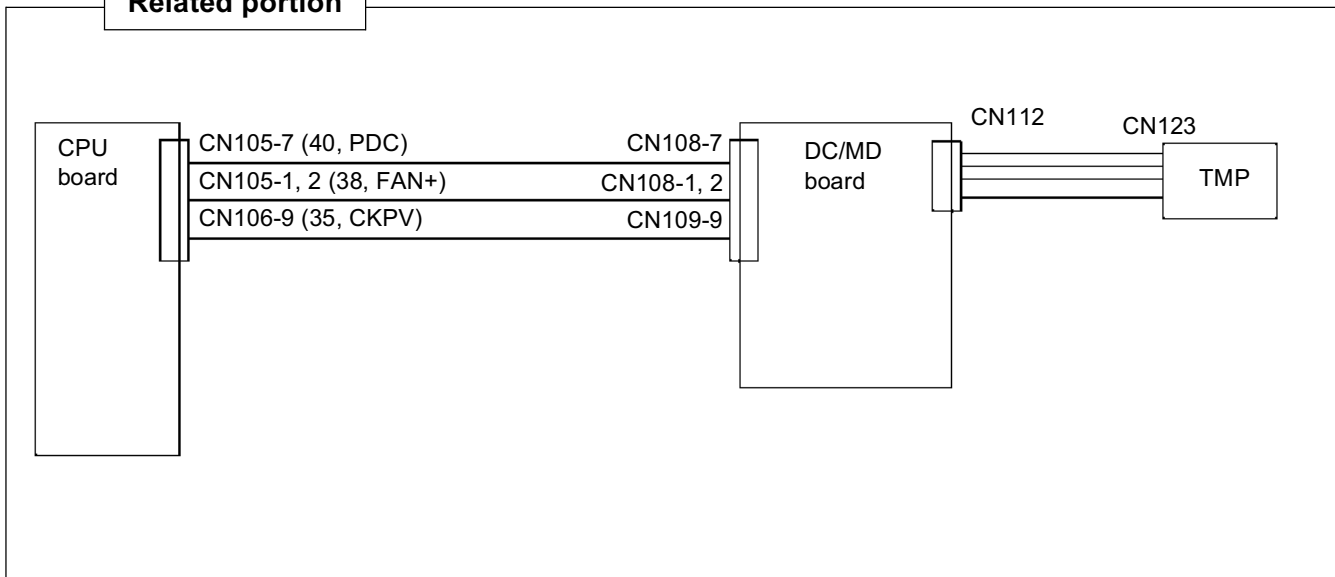 Related portion
CPU
board
CN105-7 (40, PDC)
CN108-7
CN105-1, 2 (38, FAN+)
CN108-1, 2
CN106-9 (35, CKPV)
CN109-9
DC/MD
board
CN112
CN123
TMP